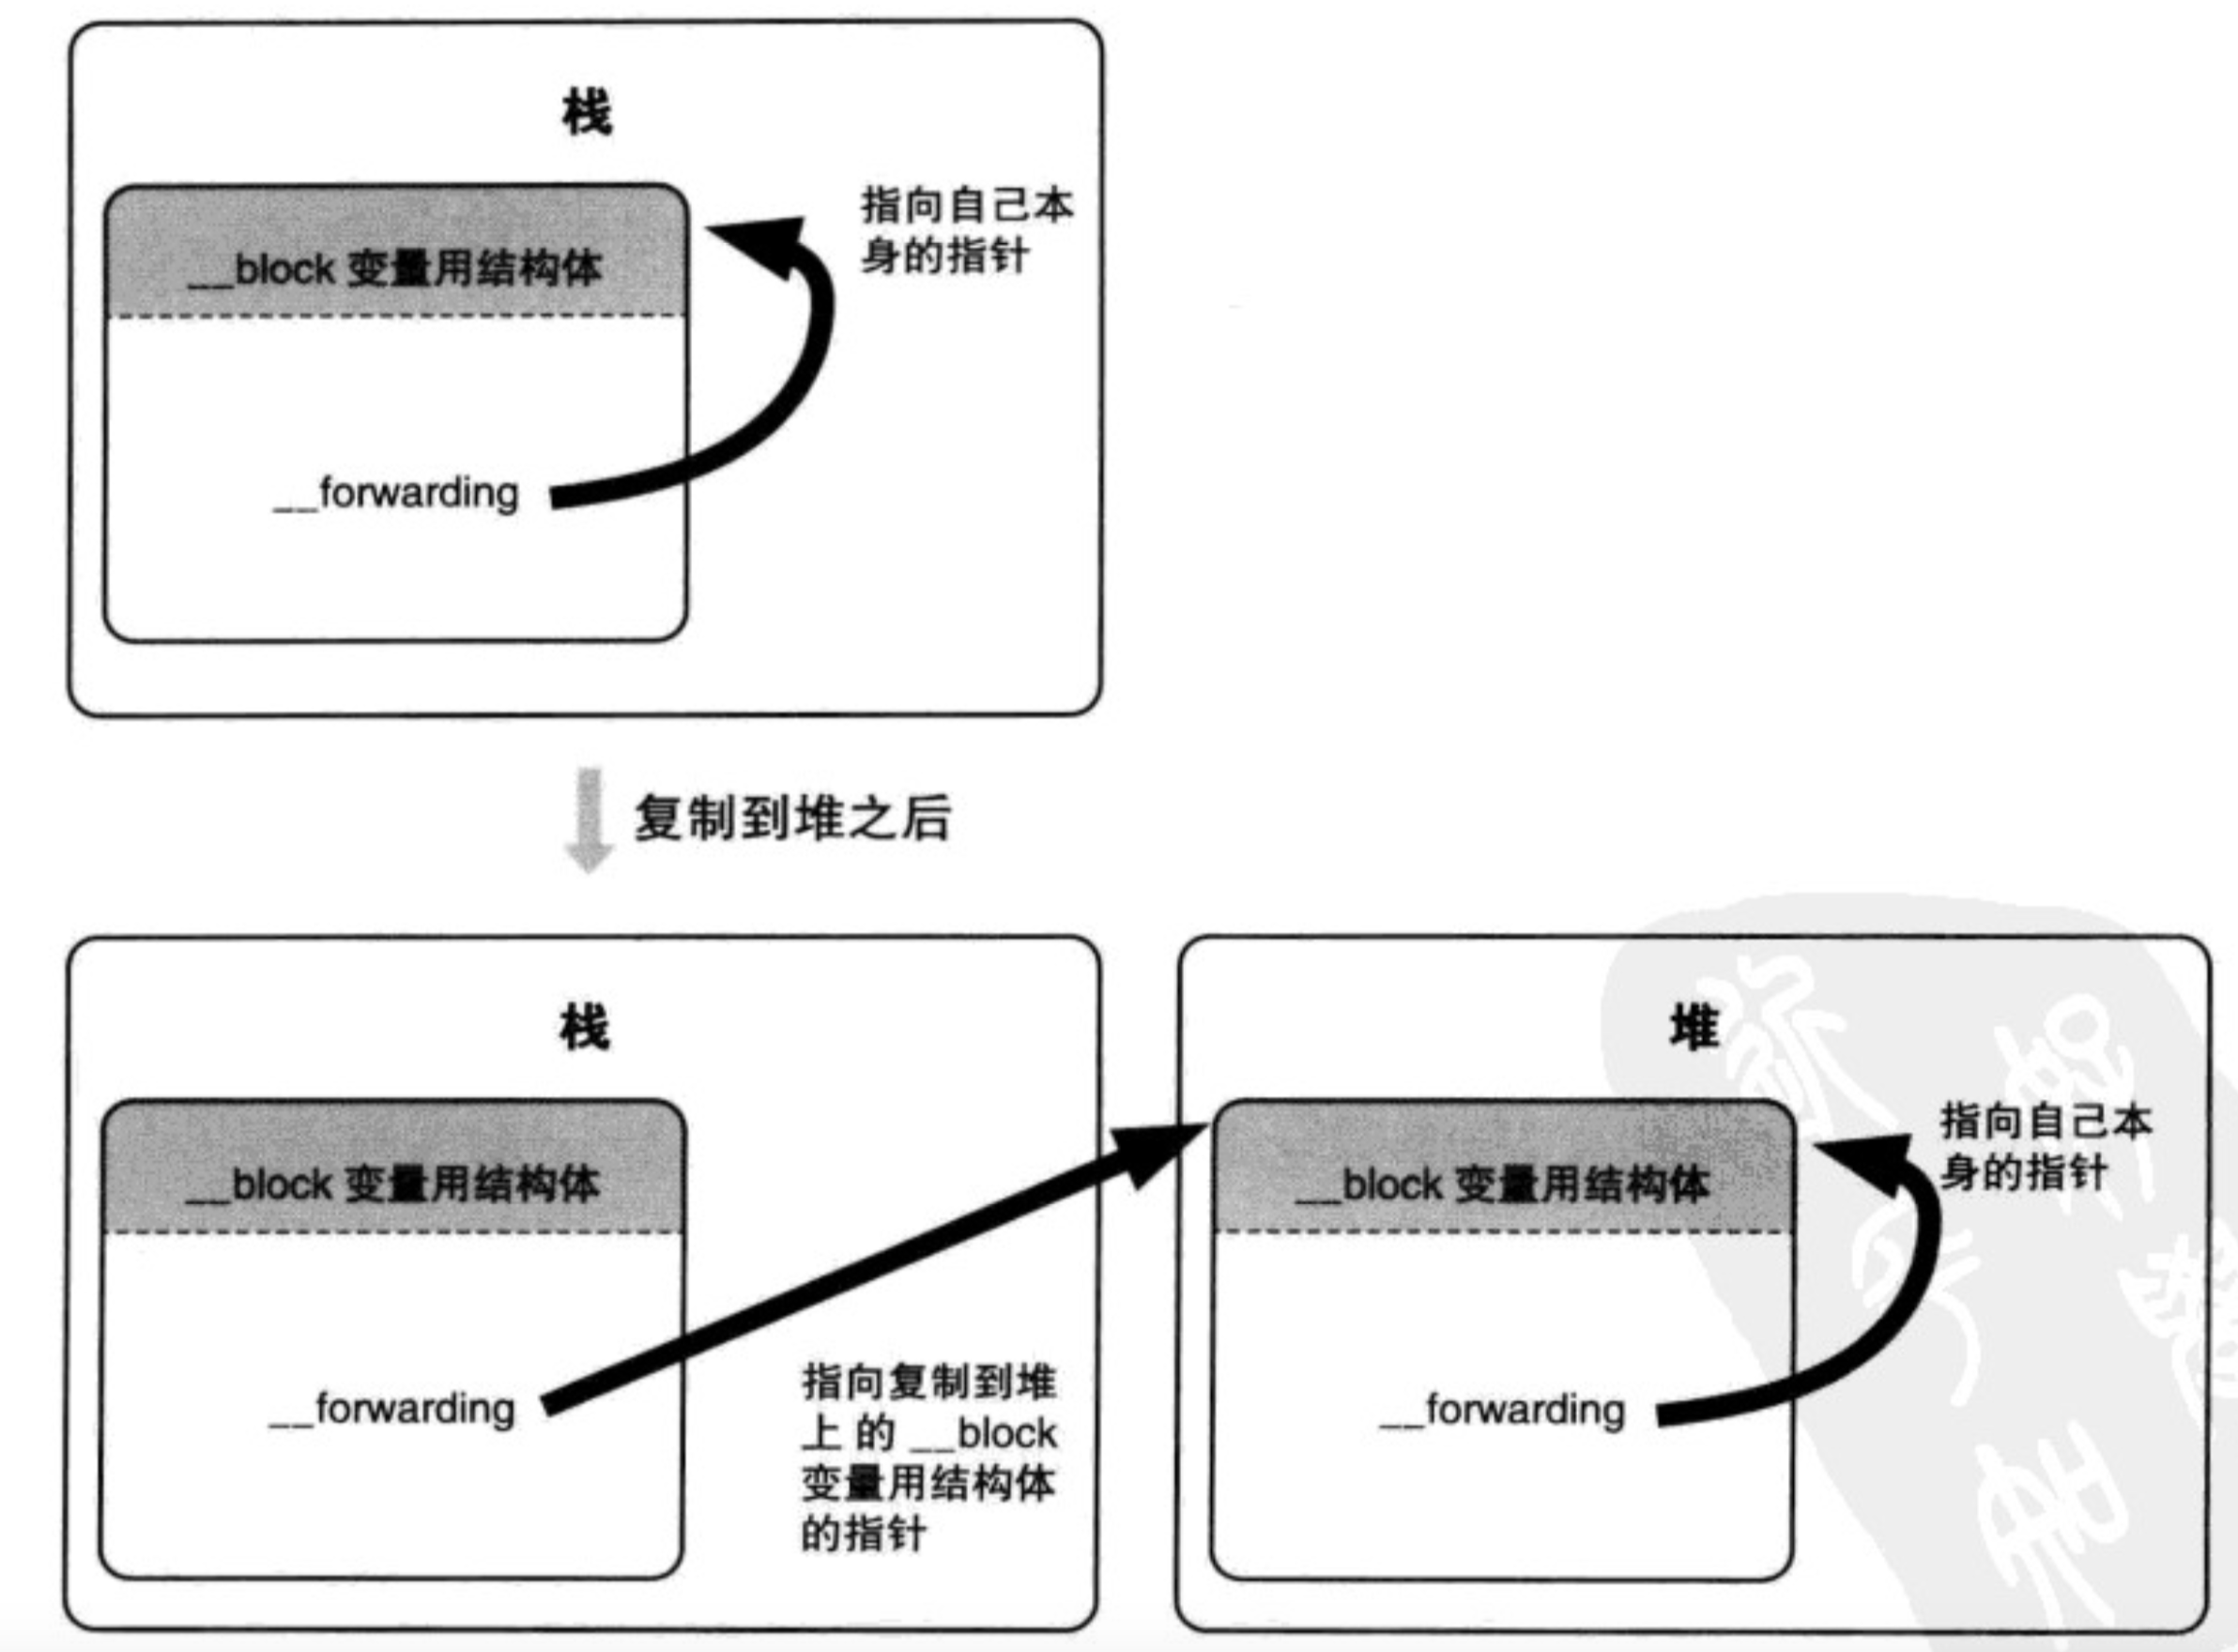 栈
指向自己本
身的指针
__block 变量用结构体
__forwarding
复制到堆之后
栈
__block 变量用结构体
__forwarding
指向复制到堆
上 的 __block
变量用结构体
的指针
堆
__block 变量用结构体
指向自己本
身的指针
__forwarding